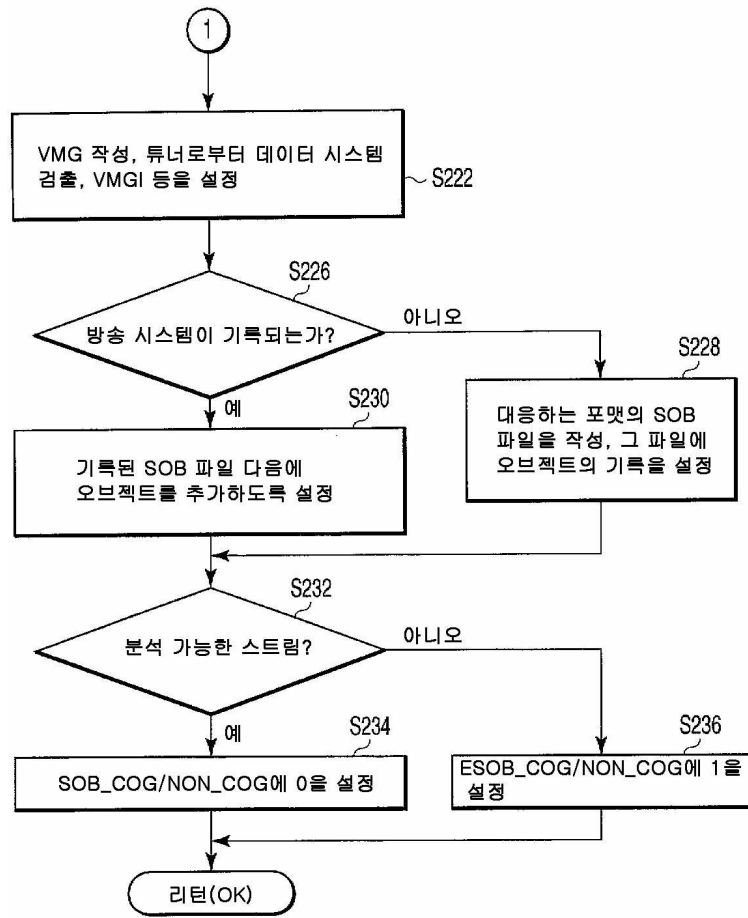 1
VMG 작성, 튜너로부터 데이터 시스템
검출, VMGI 등을 설정
S222
S226
방송 시스템이 기록되는가?
아니오
예
S228
대응하는 포맷의 SOB
파일을 작성, 그 파일에
오브젝트의 기록을 설정
S230
기록된 SOB 파일 다음에
오브젝트를 추가하도록 설정
S232
분석 가능한 스트림?
아니오
예
S234
SOB_COG/NON_COG에 0을 설정
S236
ESOB_COG/NON_COG에 1을
설정
리턴(OK)